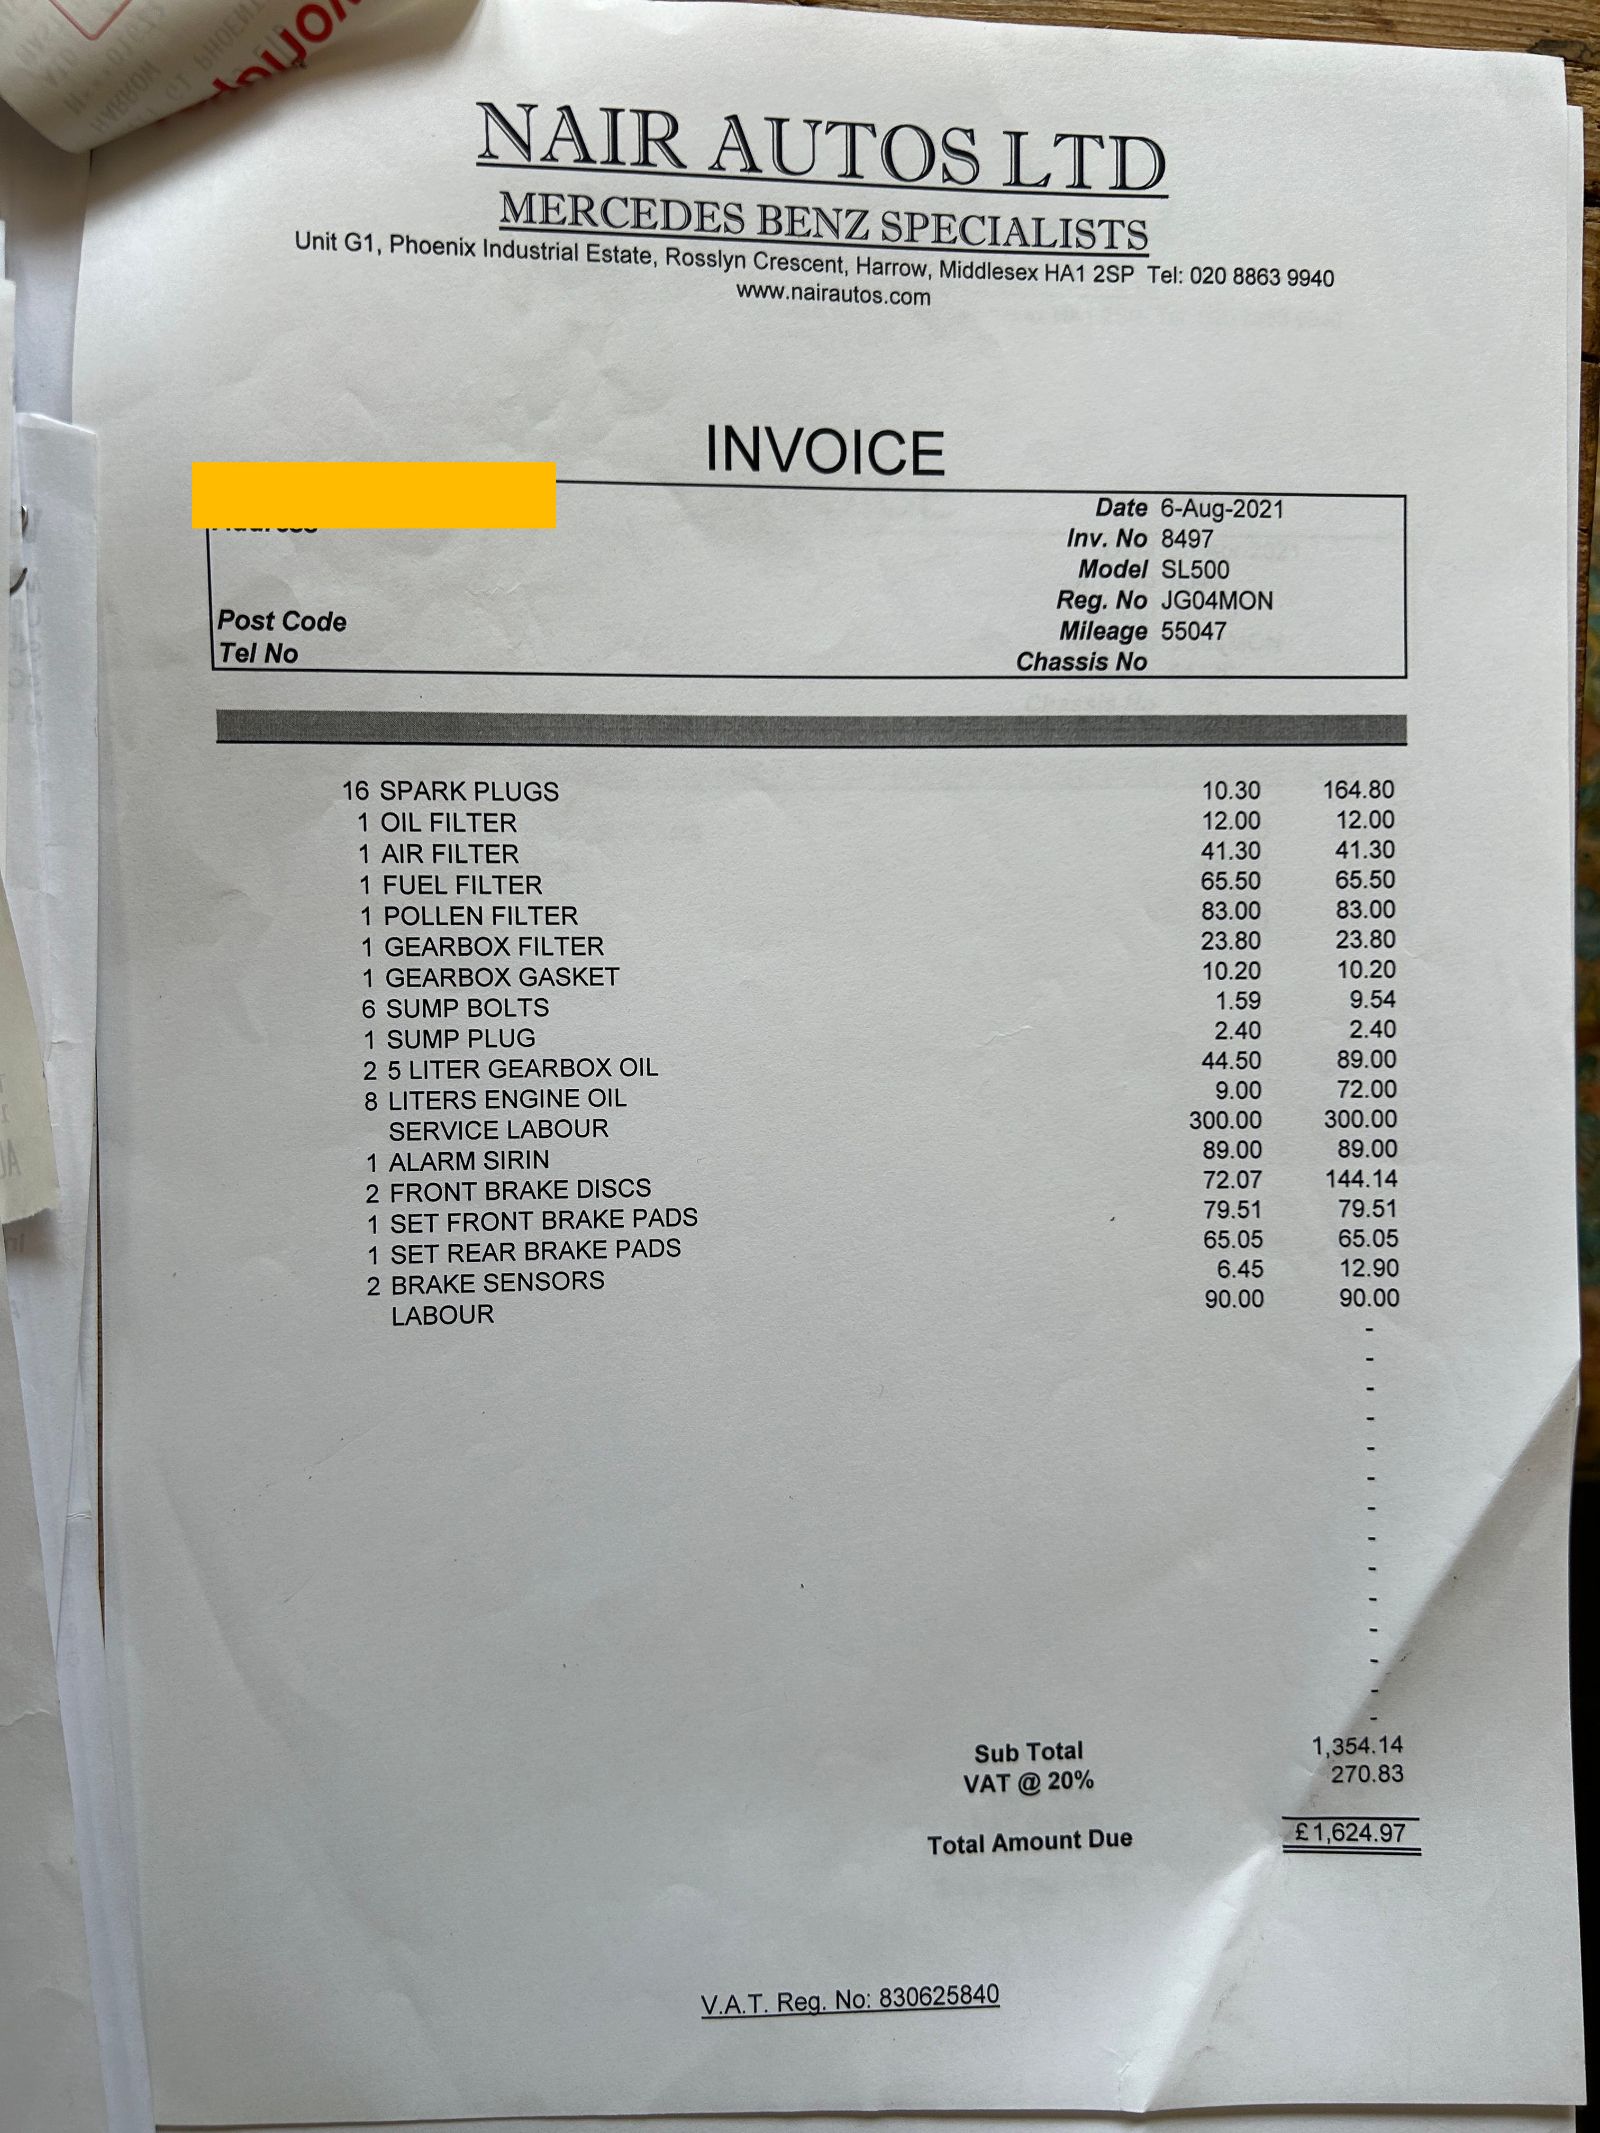 NAIR AUTOS LTD
MERCEDES BENZ SPECIALISTS
Unit G1, Phoenix Industrial Estate, Rosslyn Crescent, Harrow, Middlesex HA1 2SP Tel: 020 8863 9940
www.nairautos.com
INVOICE
Date 6-Aug-2021
Address
Inv. No 8497
Model SL500
Reg. No JG04MON
Post Code
Mileage 55047
Tel No
Chassis No
16 SPARK PLUGS 10.30 164.80
1 OIL FILTER 12.00 12.00
1 AIR FILTER 41.30 41.30
1 FUEL FILTER 65.50 65.50
1 POLLEN FILTER 83.00 83.00
1 GEARBOX FILTER 23.80 23.80
1 GEARBOX GASKET 10.20 10.20
6 SUMP BOLTS 1.59 9.54
1 SUMP PLUG 2.40 2.40
2 5 LITER GEARBOX OIL 44.50 89.00
8 LITERS ENGINE OIL 9.00 72.00
SERVICE LABOUR 300.00 300.00
1 ALARM SIRIN 89.00 89.00
2 FRONT BRAKE DISCS 72.07 144.14
1 SET FRONT BRAKE PADS 79.51 79.51
1 SET REAR BRAKE PADS 65.05 65.05
2 BRAKE SENSORS 6.45 12.90
LABOUR 90.00 90.00
-
-
-
-
-
-
-
-
-
-
-
-
-
-
Sub Total 1,354.14
VAT @ 20% 270.83
Total Amount Due £1,624.97
V.A.T. Reg. No: 830625840